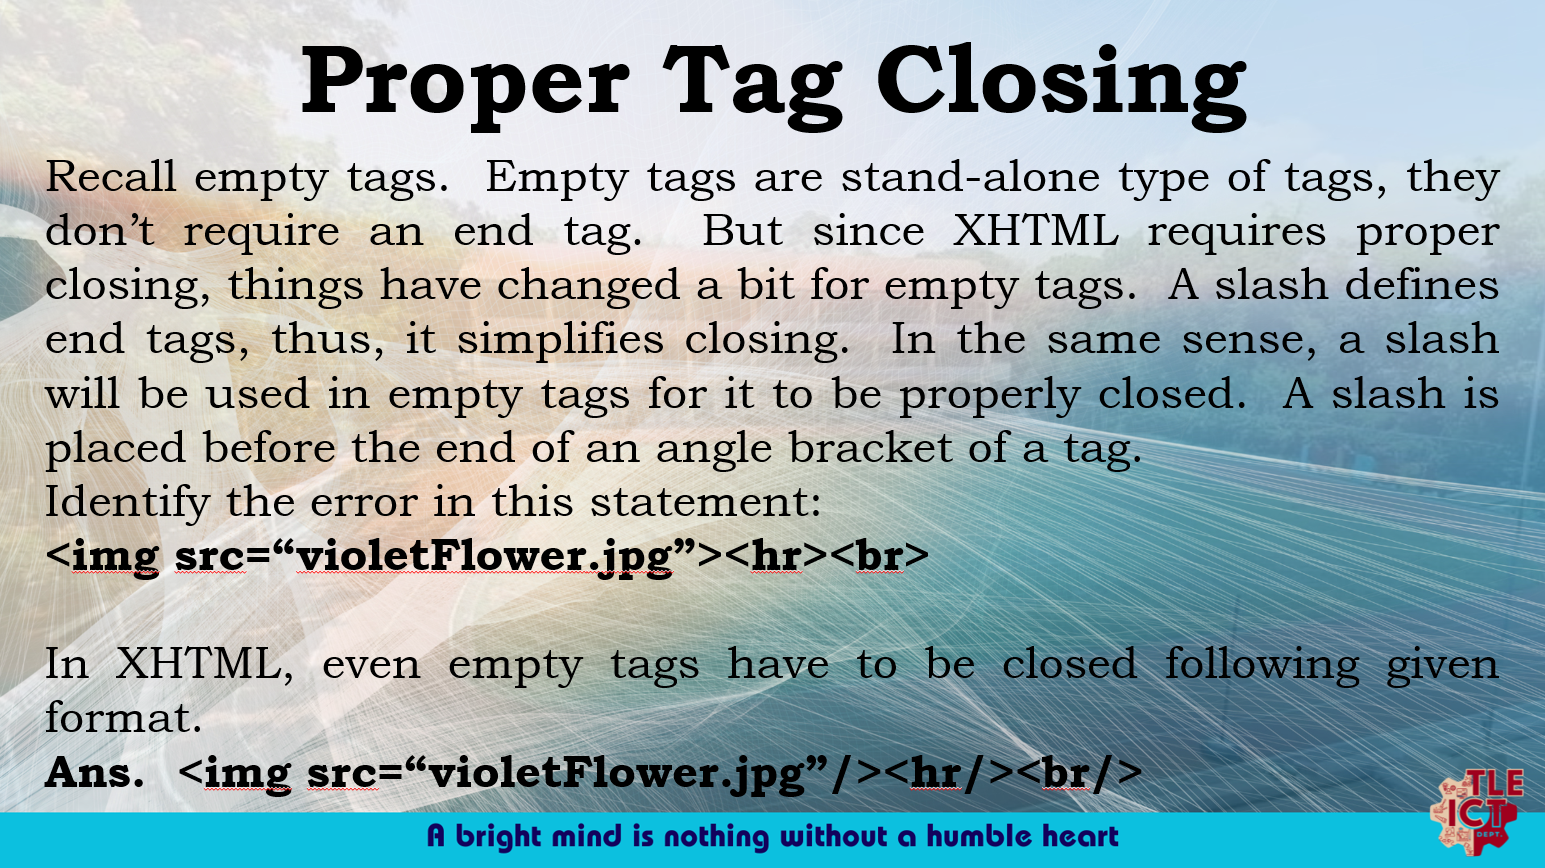 Proper Tag Closing
Recall empty tags. Empty tags are stand-alone type of tags, they
don’t require an end tag. But since XHTML requires proper
closing, things have changed a bit for empty tags. A slash defines
end tags, thus, it simplifies closing. In the same sense, a slash
will be used in empty tags for it to be properly closed. A slash is
placed before the end of an angle bracket of a tag.
Identify the error in this statement:
<img src=“violetFlower.jpg”><hr><br>
In XHTML, even empty tags have to be closed following given
format.
Ans. <img src=“violetFlower.jpg”/><hr/><br/>
TLE
ICT
DEPT.
A bright mind is nothing without a humble heart